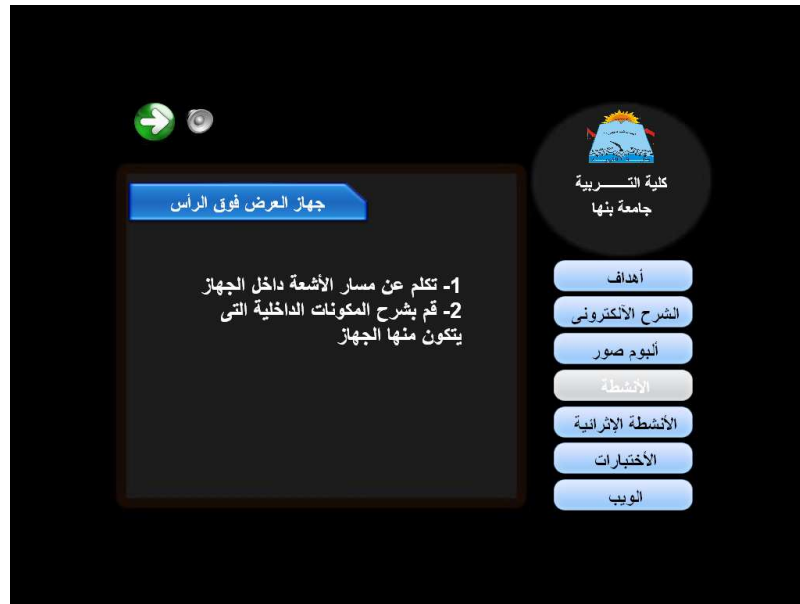 كلية التـــــربية
جامعة بنها
جهاز العرض فوق الرأس
1- تكلم عن مسار الأشعة داخل الجهاز
2- قم بشرح المكونات الداخلية التى
يتكون منها الجهاز
أهداف
الشرح الآلكترونى
ألبوم صور
الأنشطة
الأنشطة الإثرائية
الأختبارات
الويب